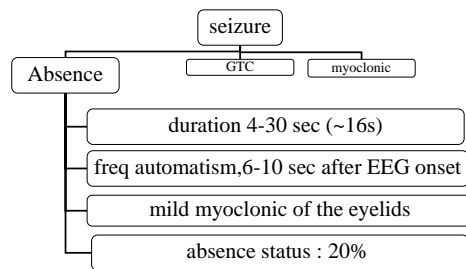 seizure
Absence
GTC
myoclonic
duration 4-30 sec (~16s)
freq automatism,6-10 sec after EEG onset
mild myoclonic of the eyelids
absence status : 20%